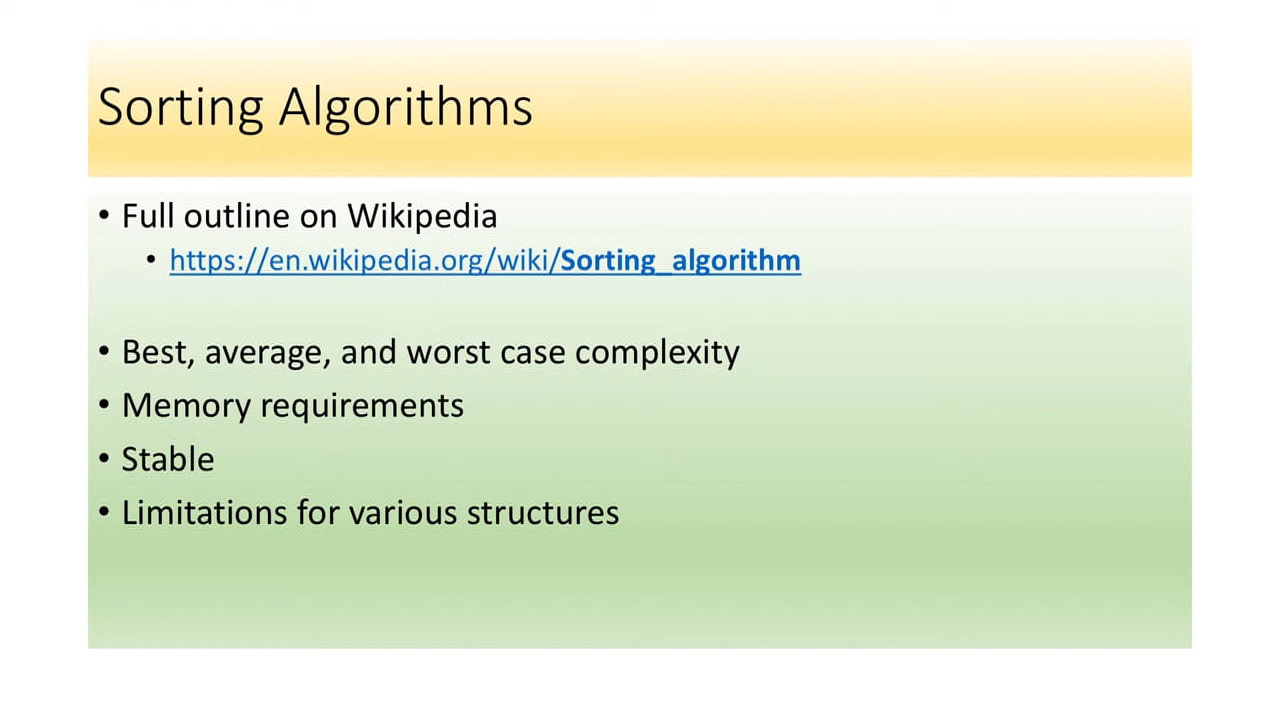 Sorting Algorithms
• Full outline on Wikipedia
• https://en.wikipedia.org/wiki/Sorting_algorithm
• Best, average, and worst case complexity
• Memory requirements
• Stable
• Limitations for various structures